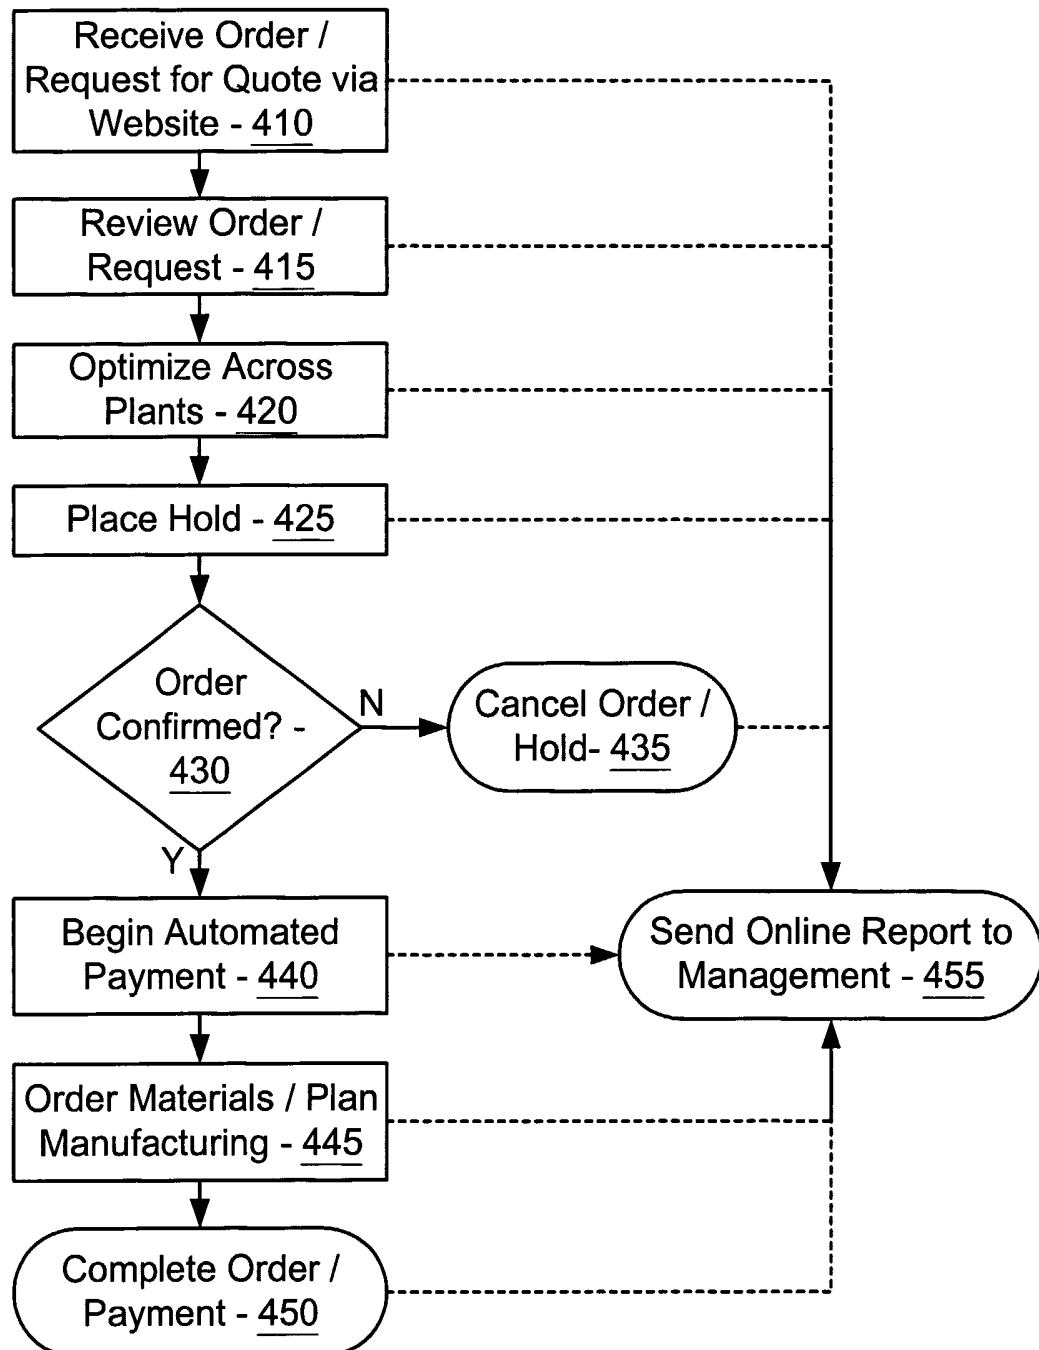 Receive Order /
Request for Quote via
Website - 410
Review Order /
Request - 415
Optimize Across
Plants - 420
Place Hold - 425
Order
Confirmed? -
430
N
Cancel Order /
Hold- 435
Y
Begin Automated
Payment - 440
Send Online Report to
Management - 455
Order Materials / Plan
Manufacturing - 445
Complete Order /
Payment - 450